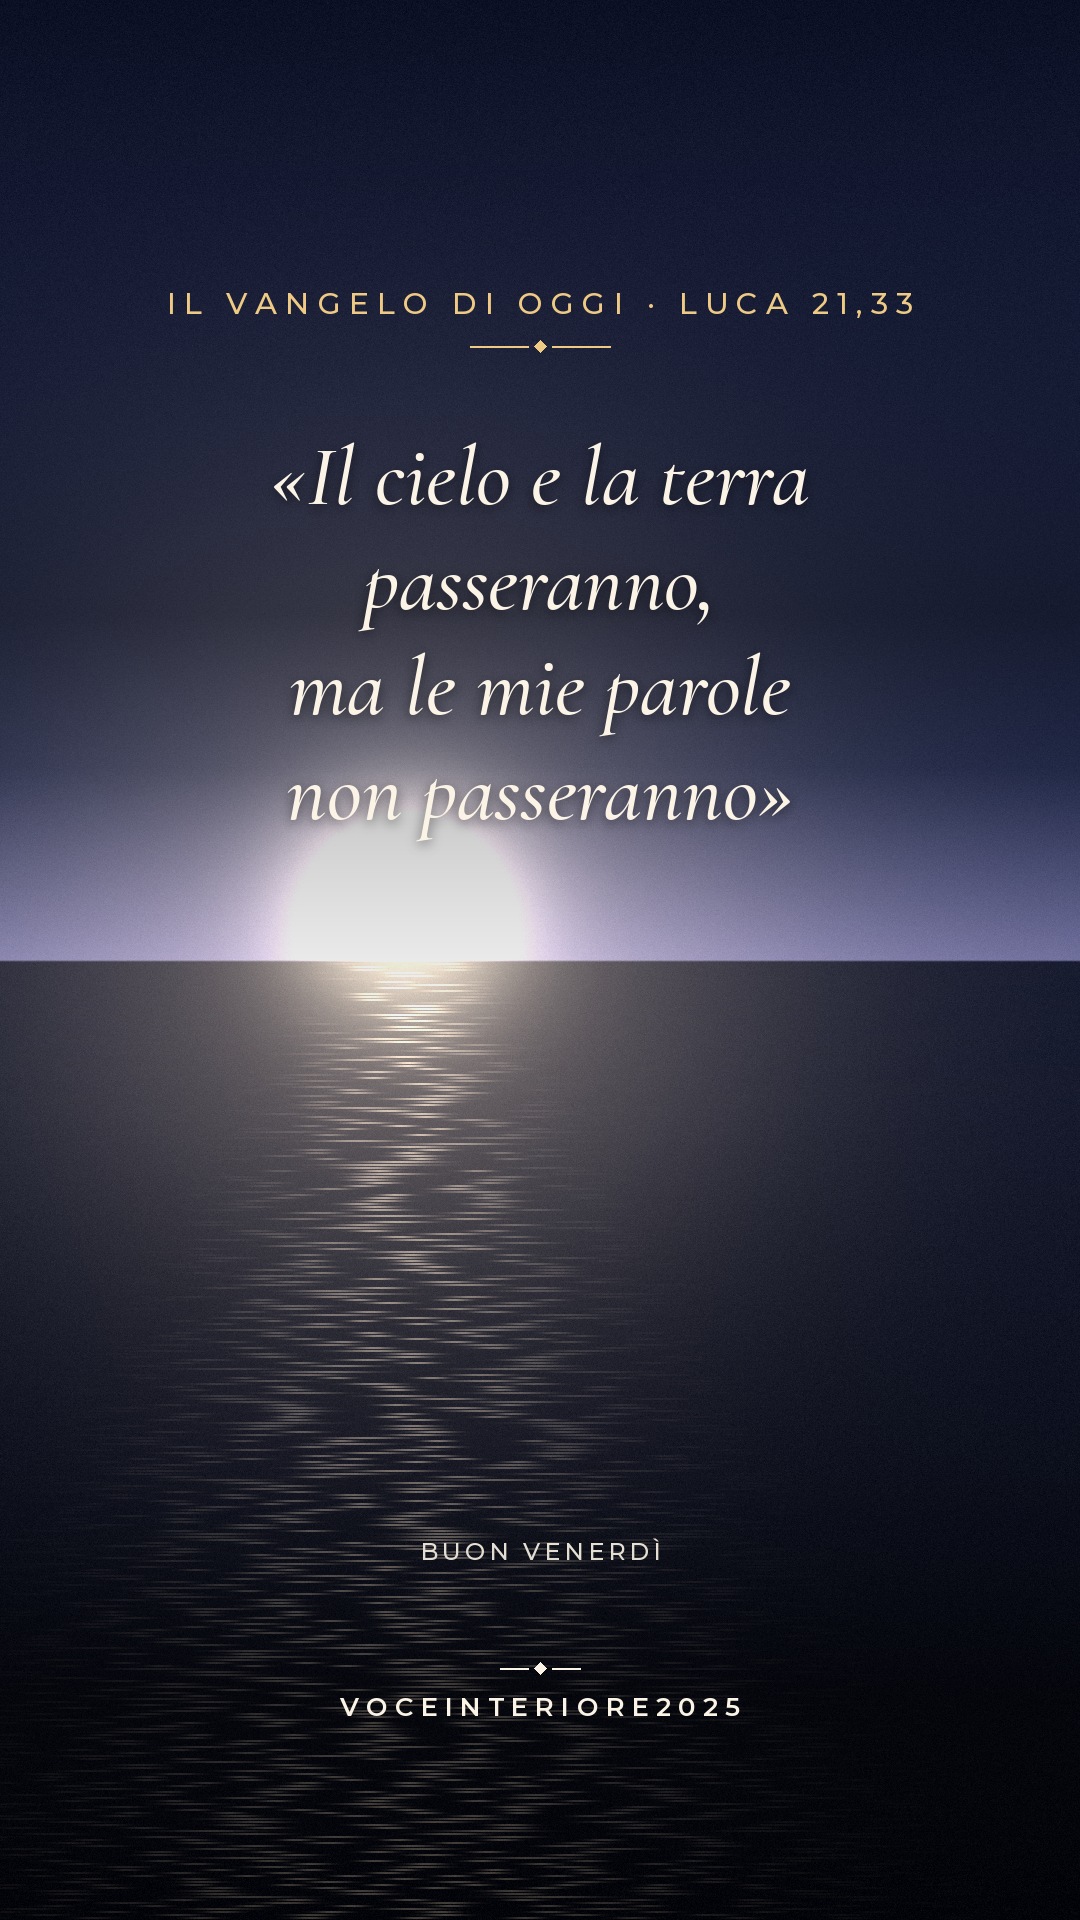 IL VANGELO DI OGGI · LUCA 21,33
«Il cielo e la terra
passeranno,
ma le mie parole
non passeranno»
BUON VENERDÌ
VOCEINTERIORE2025